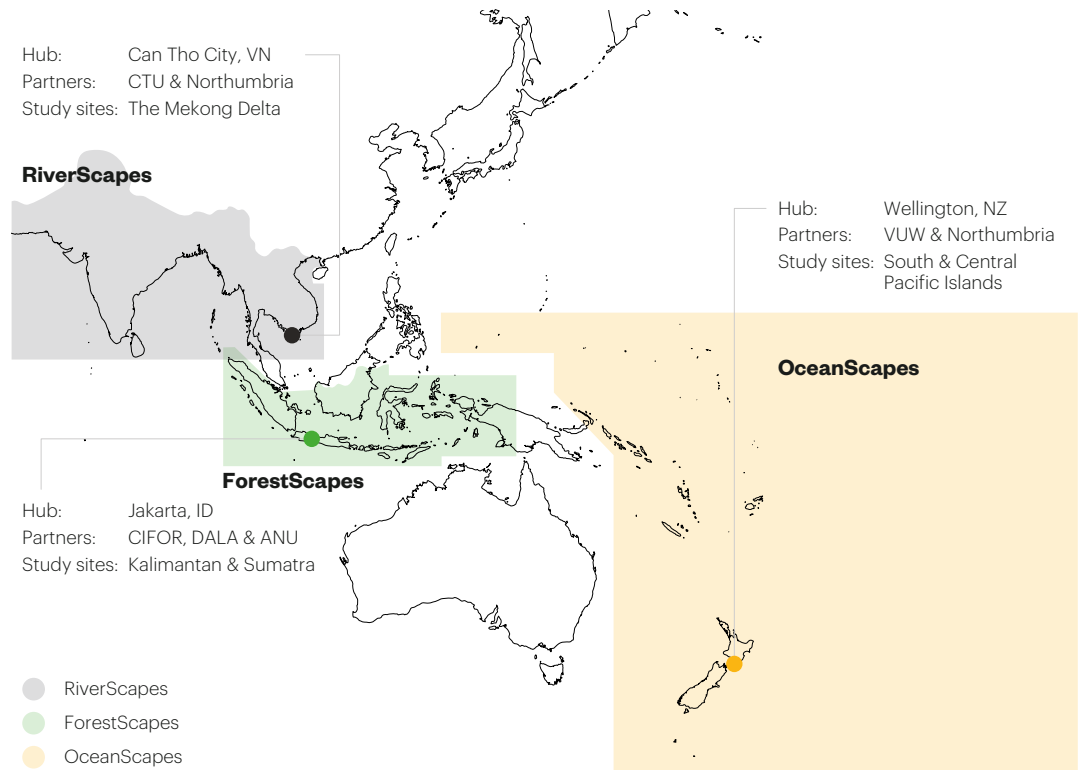 Hub: Can Tho City, VN
Partners: CTU & Northumbria
Study sites: The Mekong Delta
RiverScapes
Hub: Wellington, NZ
Partners: VUW & Northumbria
Study sites: South & Central
Pacific Islands
OceanScapes
ForestScapes
Hub: Jakarta, ID
Partners: CIFOR, DALA & ANU
Study sites: Kalimantan & Sumatra
RiverScapes
ForestScapes
OceanScapes